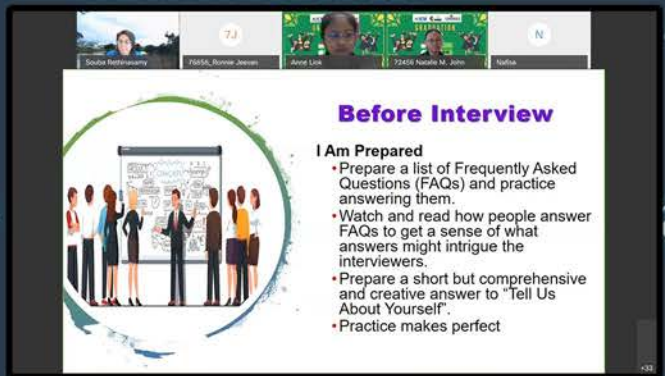 7J
N
Souba Rethinasamy
76656_Ronnie Jeevan
Anne Liok
72456 Natalie M. John
Nafisa
GRADUATION
Before Interview
I Am Prepared
•Prepare a list of Frequently Asked
Questions (FAQs) and practice
answering them.
•Watch and read how people answer
FAQs to get a sense of what
answers might intrigue the
interviewers.
•Prepare a short but comprehensive
and creative answer to “Tell Us
About Yourself”.
•Practice makes perfect
+33